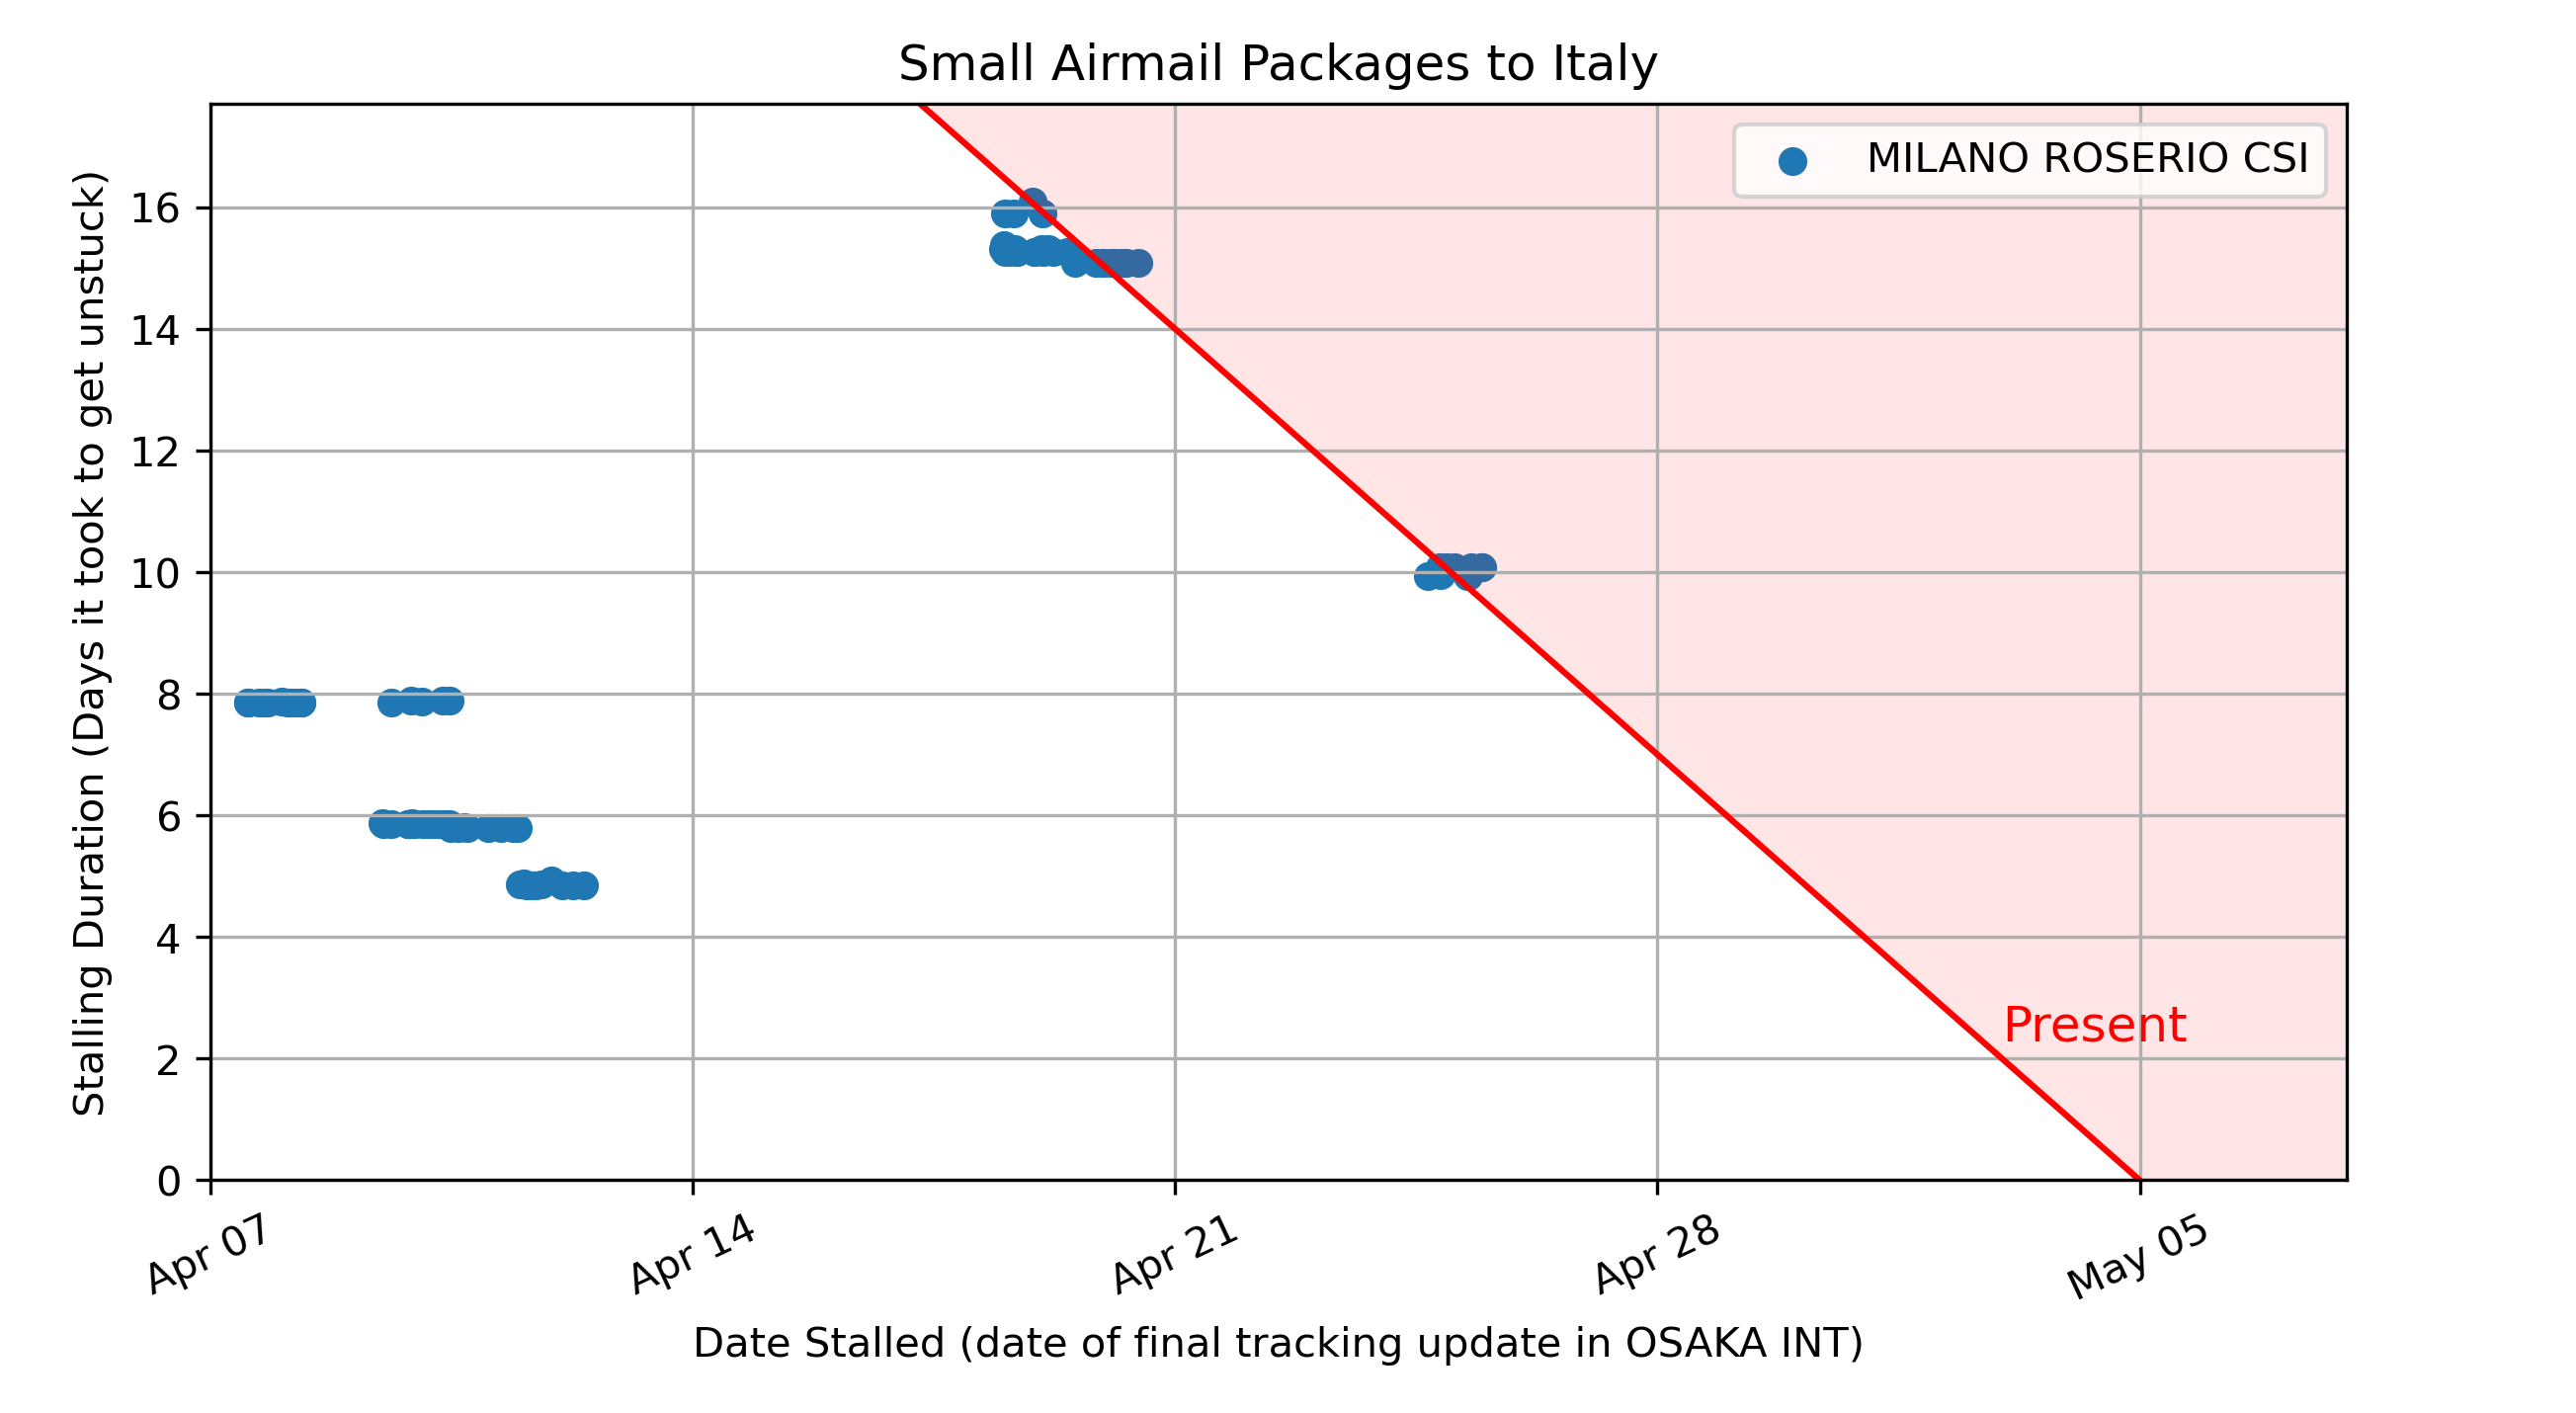 Small Airmail Packages to Italy
MILANO ROSERIO CSI
Stalling Duration (Days it took to get unstuck)
16
14
12
10
8
6
4
2
0
Present
Apr 07
Apr 14
Apr 21
Apr 28
May 05
Date Stalled (date of final tracking update in OSAKA INT)